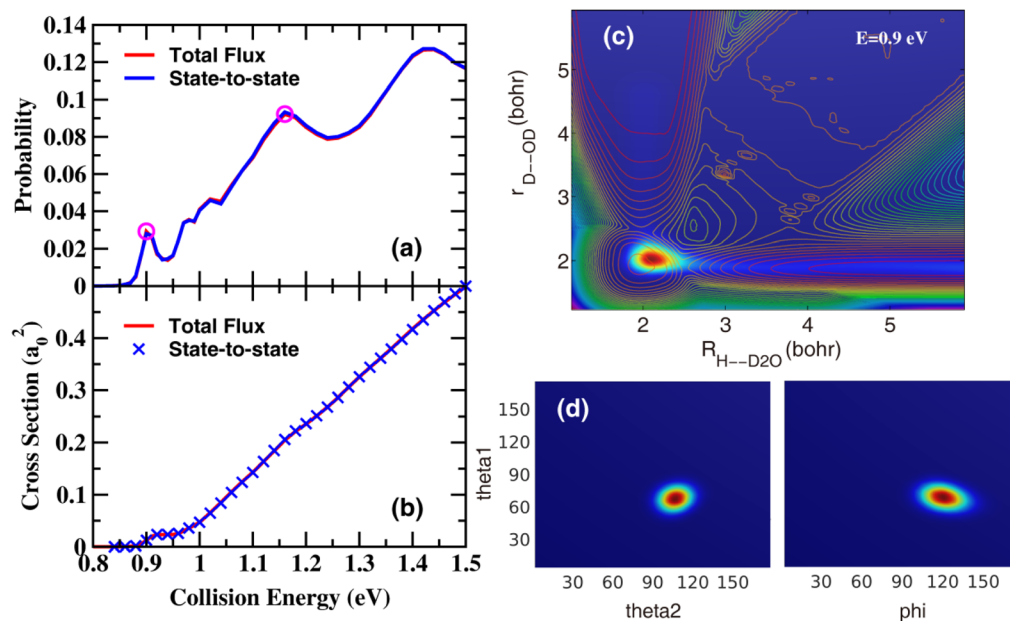 0.14
0.12
0.1
0.08
0.06
0.04
0.02
0
Probability
Total Flux
State-to-state
(a)
0.4
0.3
0.2
0.1
0
Cross Section (a₀²)
Total Flux
State-to-state
(b)
0.8 0.9 1 1.1 1.2 1.3 1.4 1.5
Collision Energy (eV)
(c)
E=0.9 eV
5
4
3
2
r D--OD (bohr)
2 3 4 5
R H--D2O (bohr)
(d)
150
120
90
60
30
theta1
30 60 90 120 150
theta2
30 60 90 120 150
phi